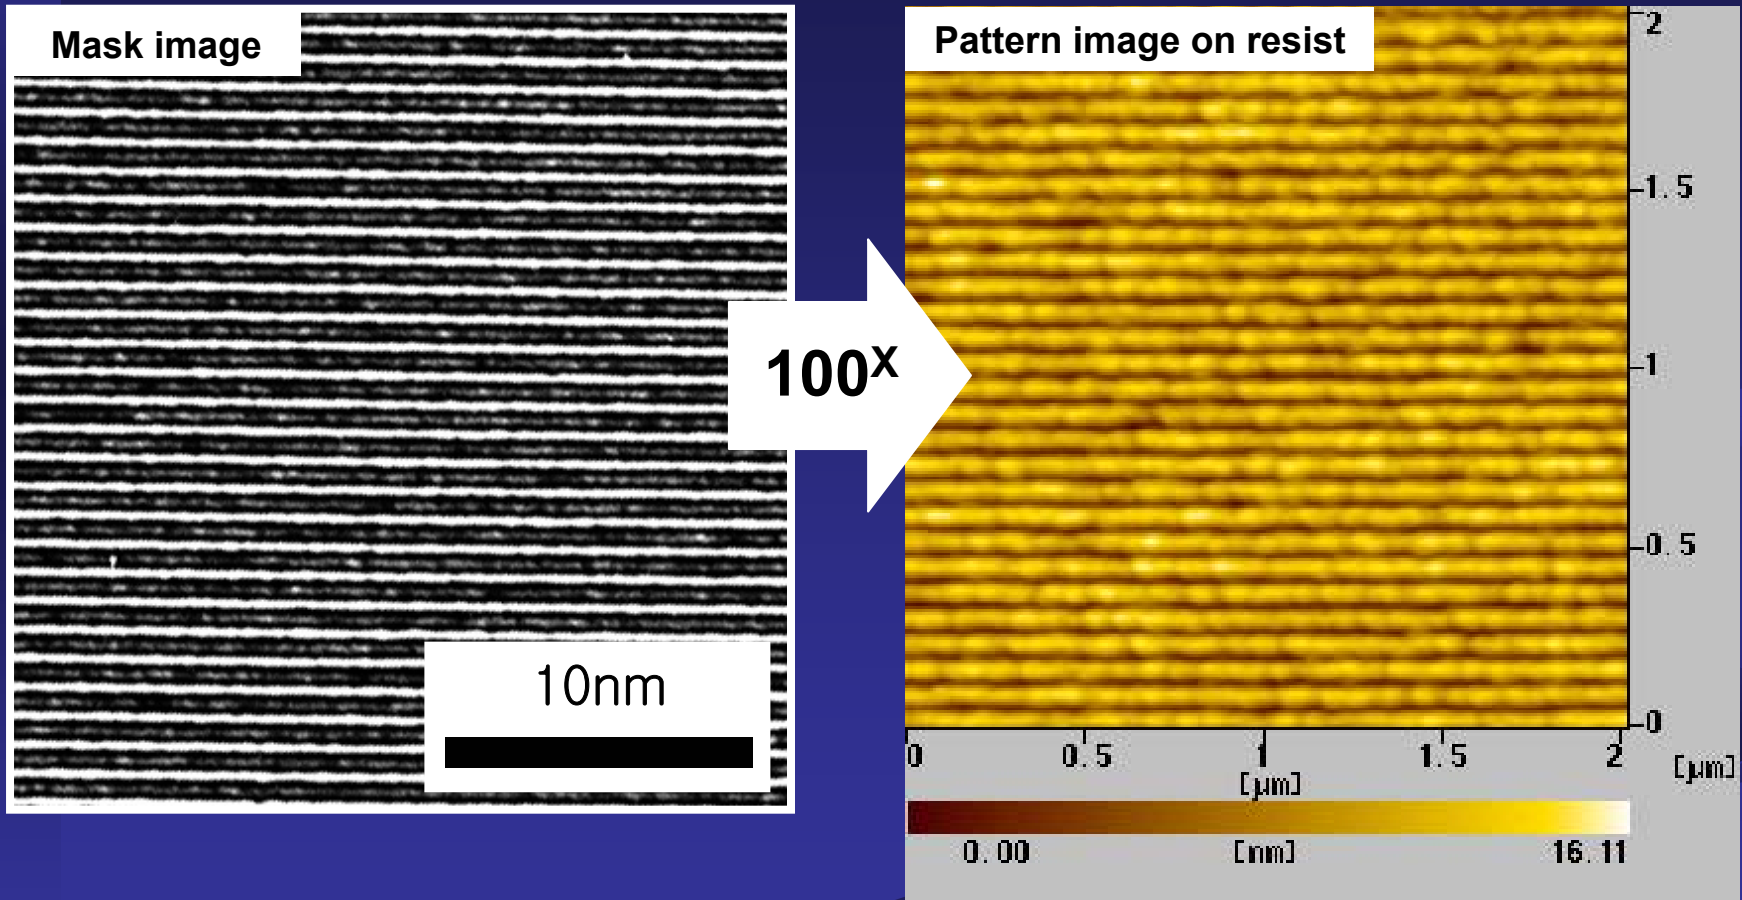 Mask image
Pattern image on resist
100X
10nm
2
1.5
1
0.5
0
0 0.5 1 1.5 2
[µm]
[µm]
0.00 [nm] 16.11